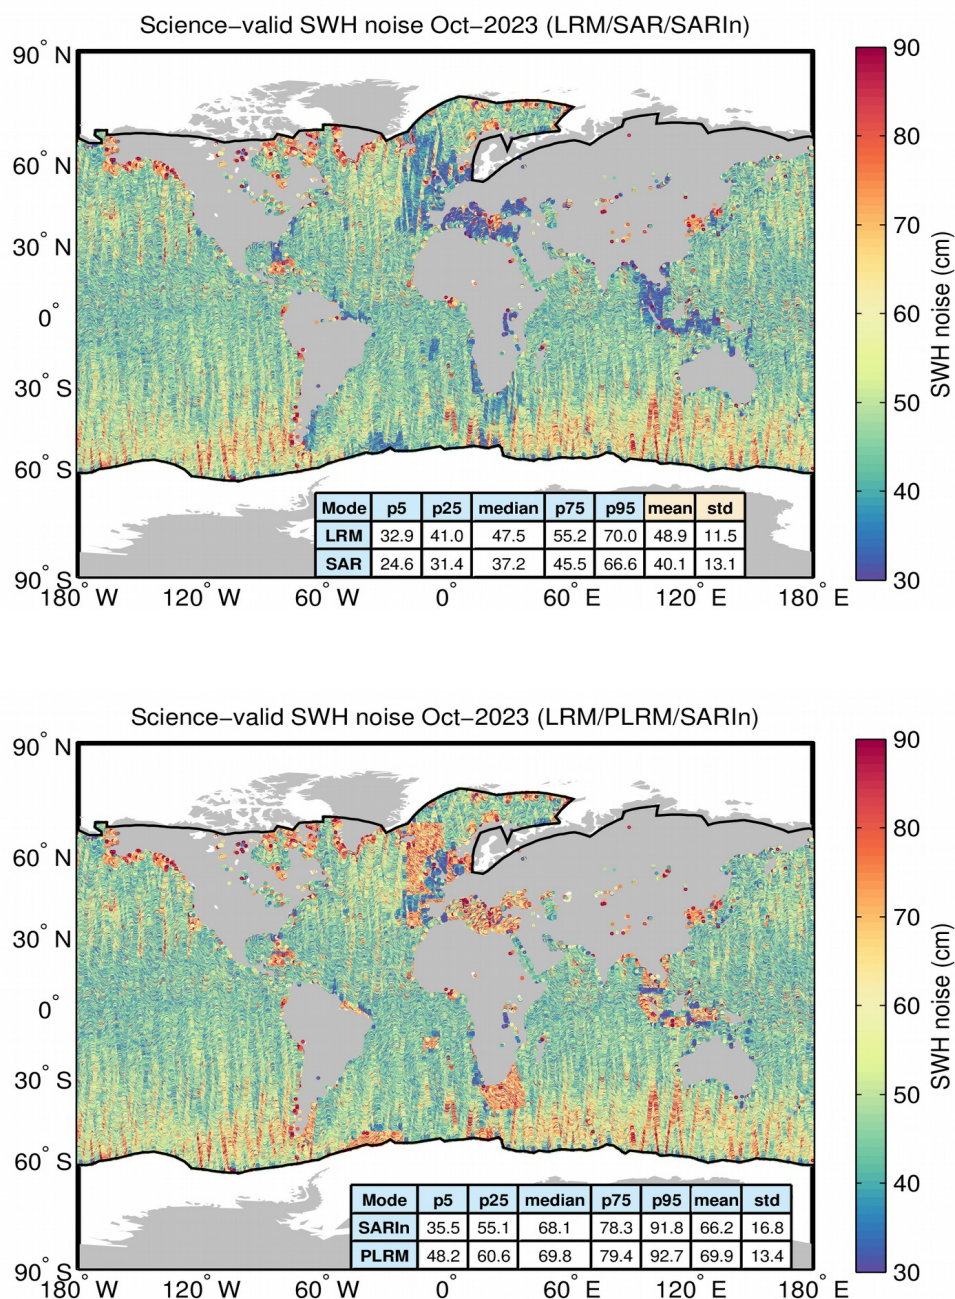 Science−valid SWH noise Oct−2023 (LRM/SAR/SARIn)
90° N
60° N
30° N
0°
30° S
60° S
90° S
180° W 120° W 60° W 0° 60° E 120° E 180° E
Mode p5 p25 median p75 p95 mean std
LRM 32.9 41.0 47.5 55.2 70.0 48.9 11.5
SAR 24.6 31.4 37.2 45.5 66.6 40.1 13.1
90
80
70
60
50
40
30
SWH noise (cm)
Science−valid SWH noise Oct−2023 (LRM/PLRM/SARIn)
90° N
60° N
30° N
0°
30° S
60° S
90° S
180° W 120° W 60° W 0° 60° E 120° E 180° E
Mode p5 p25 median p75 p95 mean std
SARIn 35.5 55.1 68.1 78.3 91.8 66.2 16.8
PLRM 48.2 60.6 69.8 79.4 92.7 69.9 13.4
90
80
70
60
50
40
30
SWH noise (cm)